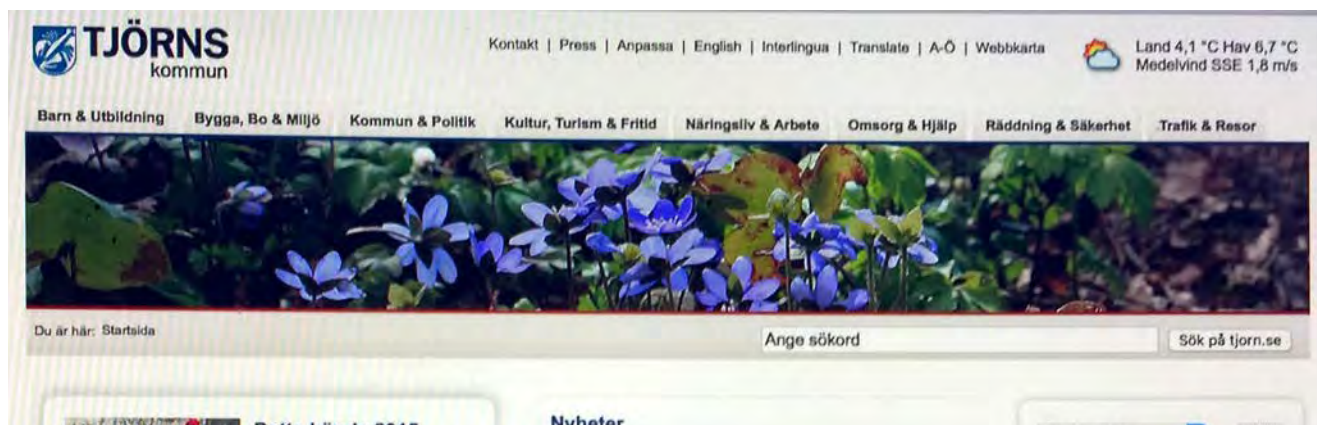 TJÖRNS
kommun
Kontakt | Press | Anpassa | English | Interlingua | Translate | A-Ö | Webbkarta
Land 4,1 °C Hav 6,7 °C
Medelvind SSE 1,8 m/s
Barn & Utbildning Bygga, Bo & Miljö Kommun & Politik Kultur, Turism & Fritid Näringsliv & Arbete Omsorg & Hjälp Räddning & Säkerhet Trafik & Resor
Du är här: Startsida
Ange sökord
Sök på tjorn.se
Nyheter